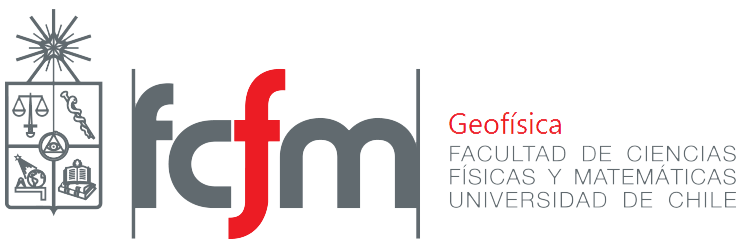 fcfm
Geofísica
FACULTAD DE CIENCIAS
FÍSICAS Y MATEMÁTICAS
UNIVERSIDAD DE CHILE